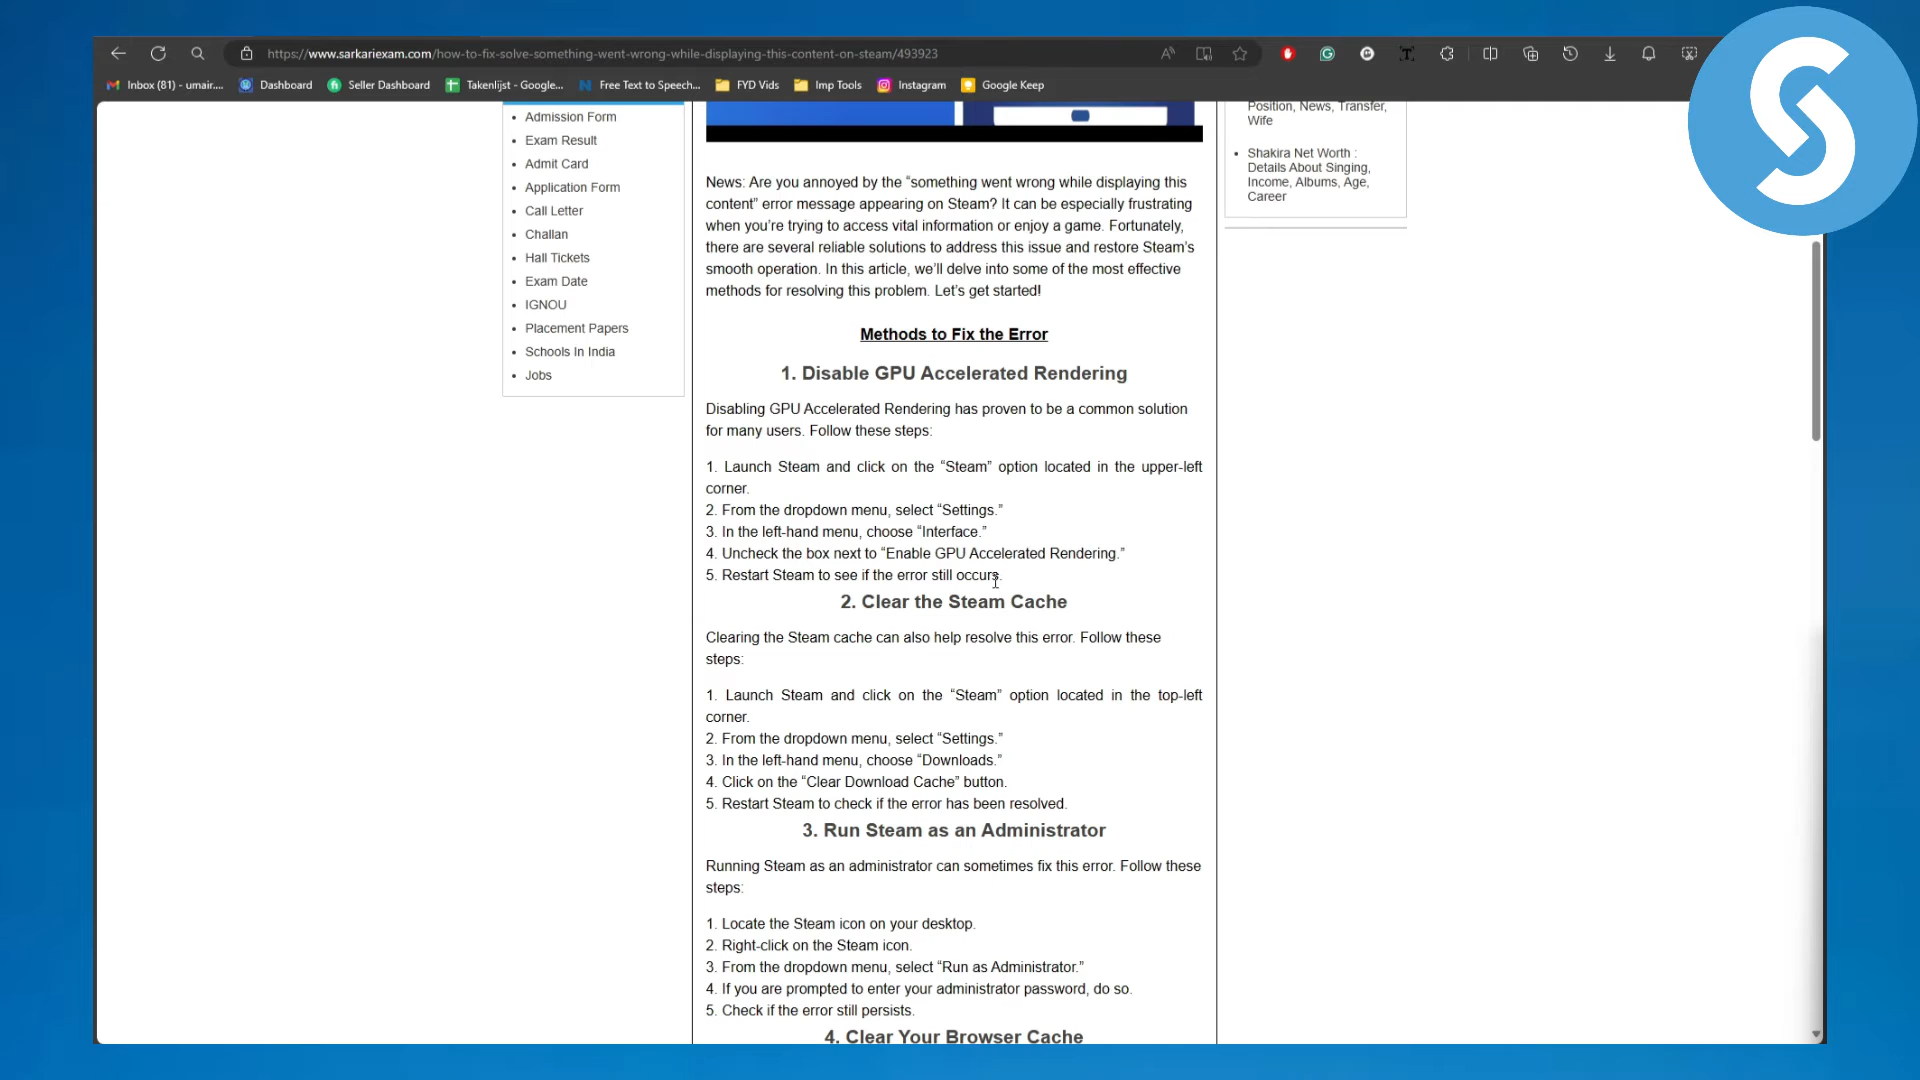 https://www.sarkariexam.com/how-to-fix-solve-something-went-wrong-while-displaying-this-content-on-steam/493923
Inbox (81) - umair....
Dashboard
Seller Dashboard
Takenlijst - Google...
Free Text to Speech...
FYD Vids
Imp Tools
Instagram
Google Keep
Admission Form
Exam Result
Admit Card
Application Form
Call Letter
Challan
Hall Tickets
Exam Date
IGNOU
Placement Papers
Schools In India
Jobs
News: Are you annoyed by the “something went wrong while displaying this
content” error message appearing on Steam? It can be especially frustrating
when you’re trying to access vital information or enjoy a game. Fortunately,
there are several reliable solutions to address this issue and restore Steam’s
smooth operation. In this article, we’ll delve into some of the most effective
methods for resolving this problem. Let’s get started!
Methods to Fix the Error
1. Disable GPU Accelerated Rendering
Disabling GPU Accelerated Rendering has proven to be a common solution
for many users. Follow these steps:
1. Launch Steam and click on the “Steam” option located in the upper-left
corner.
2. From the dropdown menu, select “Settings.”
3. In the left-hand menu, choose “Interface.”
4. Uncheck the box next to “Enable GPU Accelerated Rendering.”
5. Restart Steam to see if the error still occurs.
2. Clear the Steam Cache
Clearing the Steam cache can also help resolve this error. Follow these
steps:
1. Launch Steam and click on the “Steam” option located in the top-left
corner.
2. From the dropdown menu, select “Settings.”
3. In the left-hand menu, choose “Downloads.”
4. Click on the “Clear Download Cache” button.
5. Restart Steam to check if the error has been resolved.
3. Run Steam as an Administrator
Running Steam as an administrator can sometimes fix this error. Follow these
steps:
1. Locate the Steam icon on your desktop.
2. Right-click on the Steam icon.
3. From the dropdown menu, select “Run as Administrator.”
4. If you are prompted to enter your administrator password, do so.
5. Check if the error still persists.
4. Clear Your Browser Cache
Position, News, Transfer,
Wife
Shakira Net Worth :
Details About Singing,
Income, Albums, Age,
Career